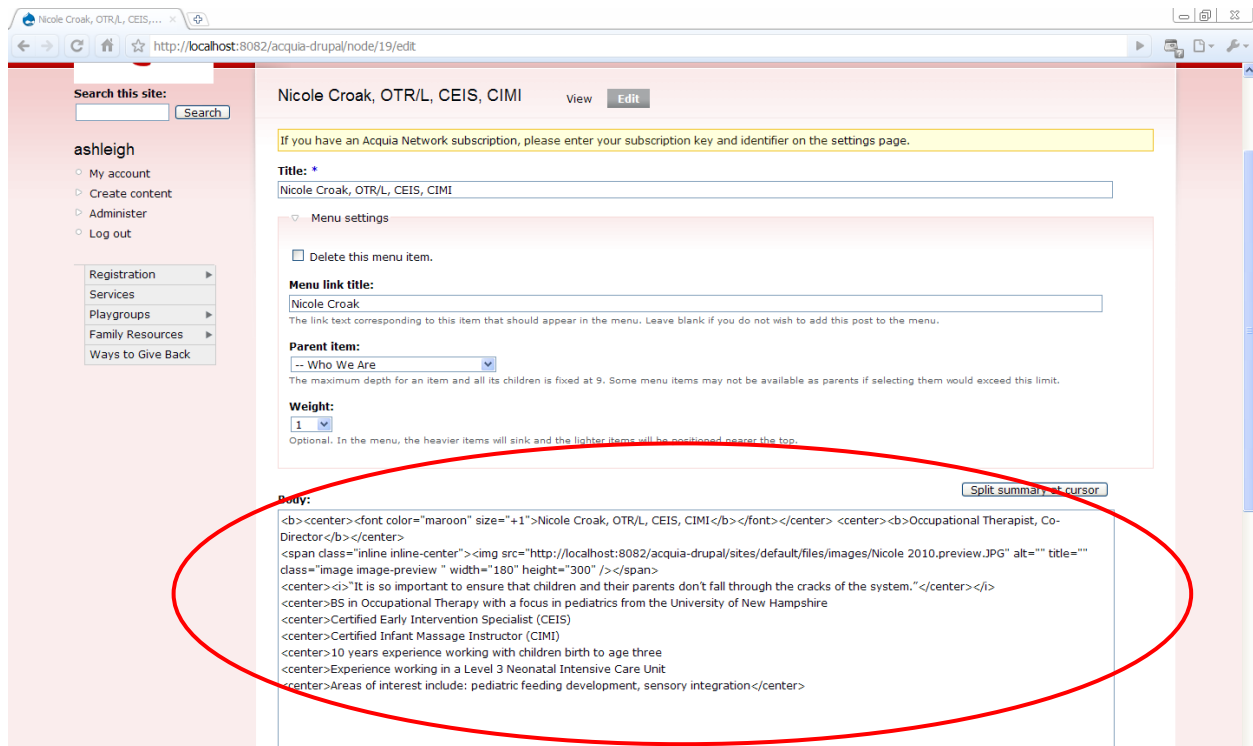 Nicole Croak, OTR/L, CEIS,...
http://localhost:8082/acquia-drupal/node/19/edit
Search this site:
Search
ashleigh
My account
Create content
Administer
Log out
Registration
Services
Playgroups
Family Resources
Ways to Give Back
Nicole Croak, OTR/L, CEIS, CIMI View Edit
If you have an Acquia Network subscription, please enter your subscription key and identifier on the settings page.
Title: *
Nicole Croak, OTR/L, CEIS, CIMI
Menu settings
Delete this menu item.
Menu link title:
Nicole Croak
The link text corresponding to this item that should appear in the menu. Leave blank if you do not wish to add this post to the menu.
Parent item:
-- Who We Are
The maximum depth for an item and all its children is fixed at 9. Some menu items may not be available as parents if selecting them would exceed this limit.
Weight:
1
Optional. In the menu, the heavier items will sink and the lighter items will be positioned nearer the top.
Split summary at cursor
Body:
<b><center><font color="maroon" size="+1">Nicole Croak, OTR/L, CEIS, CIMI</b></font></center> <center><b>Occupational Therapist, Co-
Director</b></center>
<span class="inline inline-center"><img src="http://localhost:8082/acquia-drupal/sites/default/files/images/Nicole 2010.preview.JPG" alt="" title=""
class="image image-preview " width="180" height="300" /></span>
<center><i>"It is so important to ensure that children and their parents don't fall through the cracks of the system."</center></i>
<center>BS in Occupational Therapy with a focus in pediatrics from the University of New Hampshire
<center>Certified Early Intervention Specialist (CEIS)
<center>Certified Infant Massage Instructor (CIMI)
<center>10 years experience working with children birth to age three
<center>Experience working in a Level 3 Neonatal Intensive Care Unit
<center>Areas of interest include: pediatric feeding development, sensory integration</center>